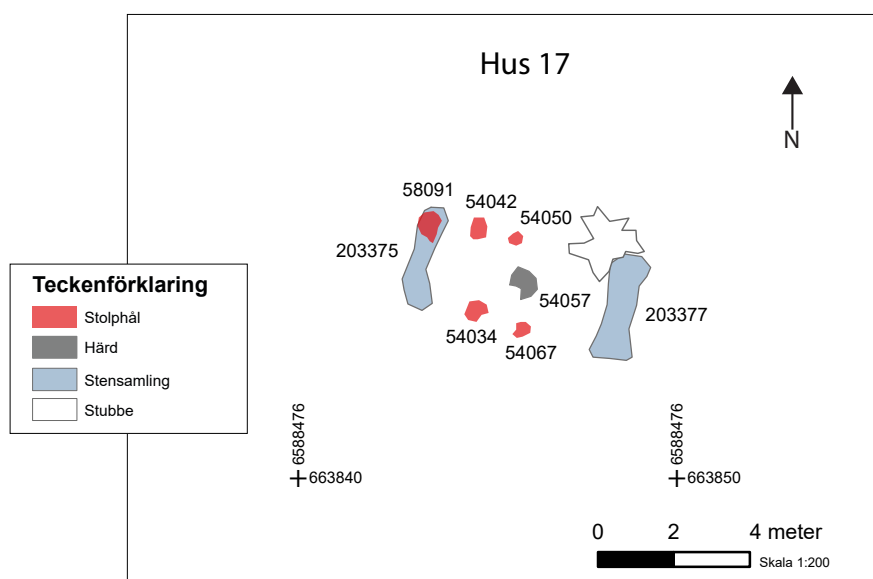 Hus 17
N
58091
54042
54050
203375
54057
203377
54034
54067
Teckenförklaring
Stolphål
Härd
Stensamling
Stubbe
6588476
663840
6588476
663850
0 2 4 meter
Skala 1:200